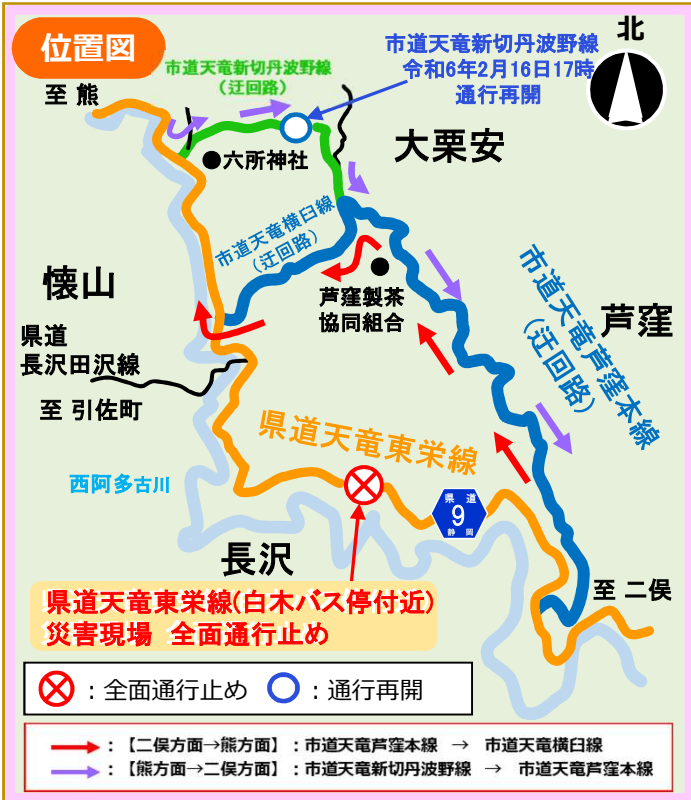 位置図
北
市道天竜新切丹波野線
令和6年2月16日17時
通行再開
市道天竜新切丹波野線
(迂回路)
至 熊
大栗安
六所神社
市道天竜横臼線
(迂回路)
懐山
芦窪製茶
協同組合
市道天竜芦窪本線
(迂回路)
芦窪
県道
長沢田沢線
至 引佐町
県道天竜東栄線
西阿多古川
県道
9
静岡
長沢
至 二俣
県道天竜東栄線(白木バス停付近)
災害現場 全面通行止め
:全面通行止め :通行再開
:【二俣方面→熊方面】:市道天竜芦窪本線 → 市道天竜横臼線
:【熊方面→二俣方面】:市道天竜新切丹波野線 → 市道天竜芦窪本線